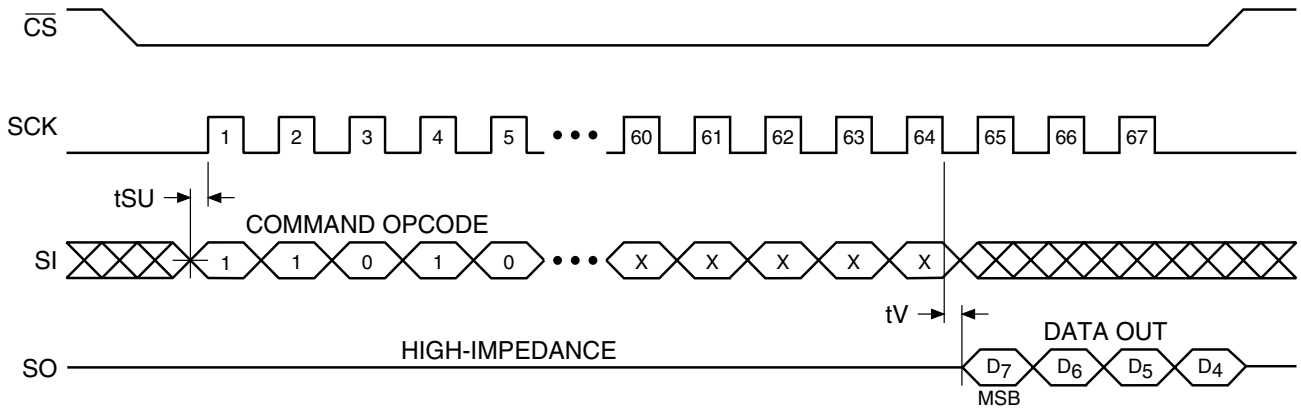 CS
SCK 1 2 3 4 5 ••• 60 61 62 63 64 65 66 67
tSU
COMMAND OPCODE
SI 1 1 0 1 0 ••• X X X X X
tV
HIGH-IMPEDANCE DATA OUT
SO D7 D6 D5 D4
MSB